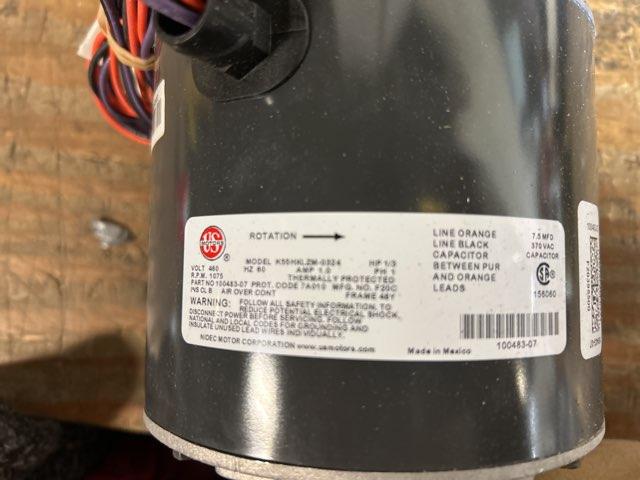 US
MOTORS
®
ROTATION
MODEL K55HXLZM-0324 HP 1/3
VOLT 460 HZ 60 AMP 1.0 PH 1
R.P.M. 1075 THERMALLY PROTECTED
PART NO 100483-07 PROT. CODE 7A010 MFG. NO. F20C
INS CL B AIR OVER CONT FRAME 48Y
WARNING: FOLLOW ALL SAFETY INFORMATION. TO
REDUCE POTENTIAL ELECTRICAL SHOCK,
DISCONNECT POWER BEFORE SERVICING. FOLLOW
NATIONAL AND LOCAL CODES FOR GROUNDING AND
INSULATE UNUSED LEAD WIRES INDIVIDUALLY.
NIDEC MOTOR CORPORATION www.usmotors.com Made in Mexico
LINE ORANGE
LINE BLACK
CAPACITOR
BETWEEN PUR
AND ORANGE
LEADS
7.5 MFD
370 VAC
CAPACITOR
156060
100483-07